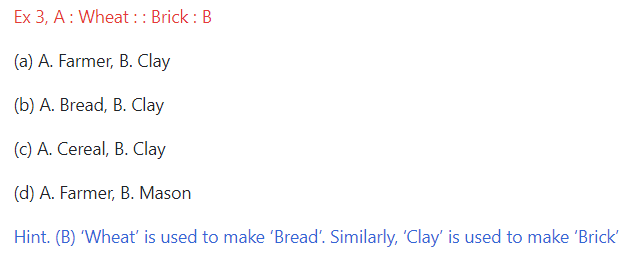 Ex 3, A : Wheat : : Brick : B
(a) A. Farmer, B. Clay
(b) A. Bread, B. Clay
(c) A. Cereal, B. Clay
(d) A. Farmer, B. Mason
Hint. (B) ‘Wheat’ is used to make ‘Bread’. Similarly, ‘Clay’ is used to make ‘Brick’